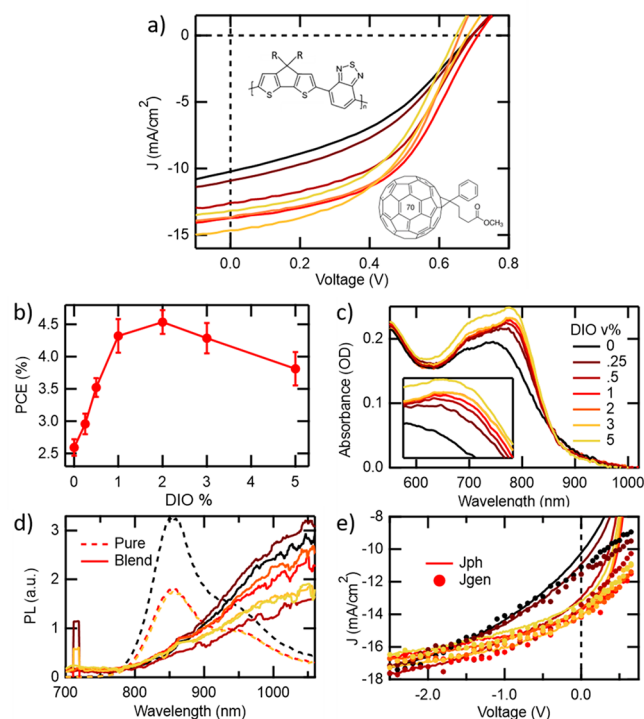 a)
0
-5
-10
-15
J (mA/cm²)
R R
S S
N S N
n
70
O
OCH₃
0.0 0.2 0.4 0.6 0.8
Voltage (V)
b)
4.5
4.0
3.5
3.0
2.5
PCE (%)
0 1 2 3 4 5
DIO %
c)
0.2
0.1
0.0
Absorbance (OD)
DIO v%
0
.25
.5
1
2
3
5
600 700 800 900 1000
Wavelength (nm)
d)
3
2
1
0
PL (a.u.)
Pure
Blend
700 800 900 1000
Wavelength (nm)
e)
-8
-10
-12
-14
-16
-18
J (mA/cm²)
Jph
Jgen
-2.0 -1.0 0.0
Voltage (V)